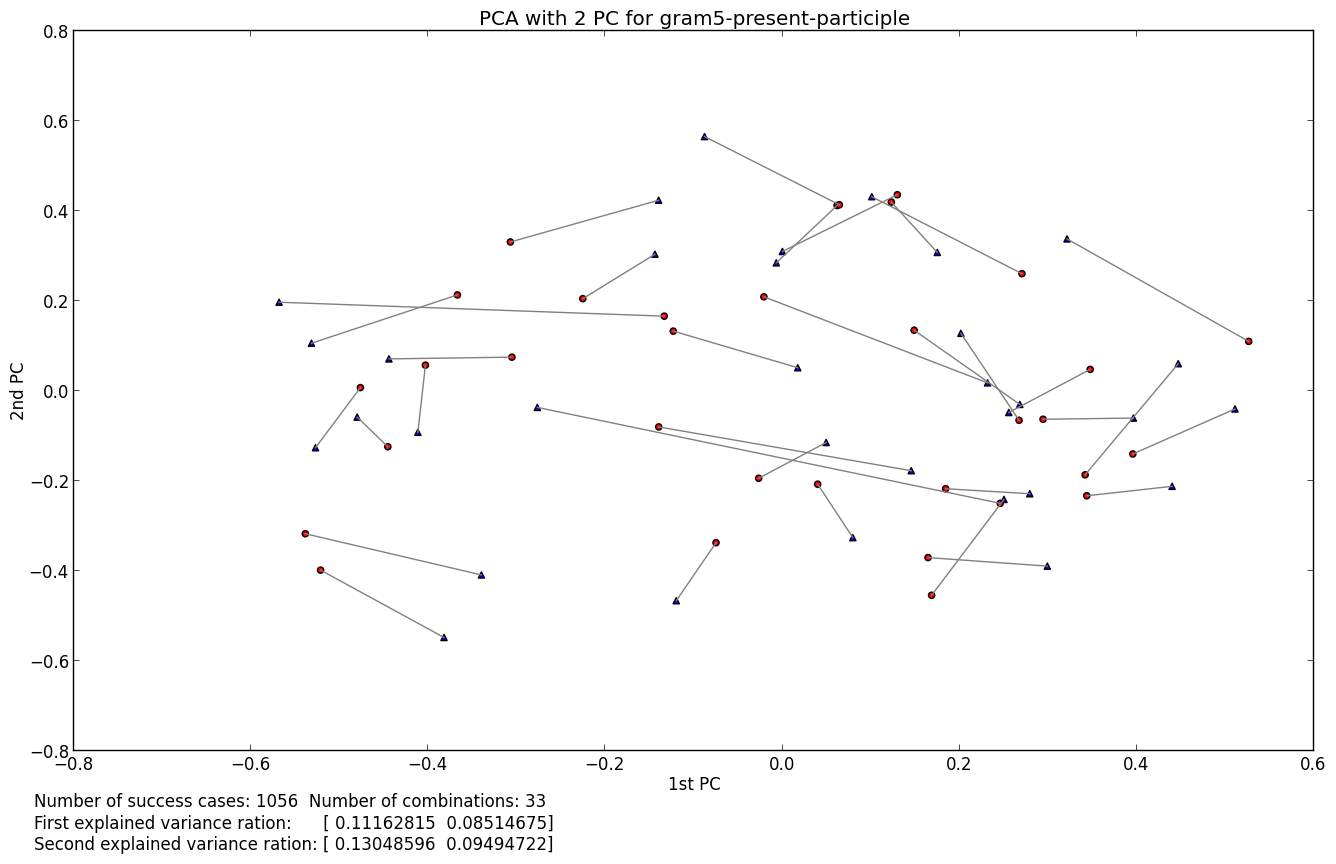 PCA with 2 PC for gram5-present-participle
0.8
0.6
0.4
0.2
0.0
−0.2
−0.4
−0.6
−0.8
2nd PC
−0.8 −0.6 −0.4 −0.2 0.0 0.2 0.4 0.6
1st PC
Number of success cases: 1056 Number of combinations: 33
First explained variance ration: [ 0.11162815 0.08514675]
Second explained variance ration: [ 0.13048596 0.09494722]